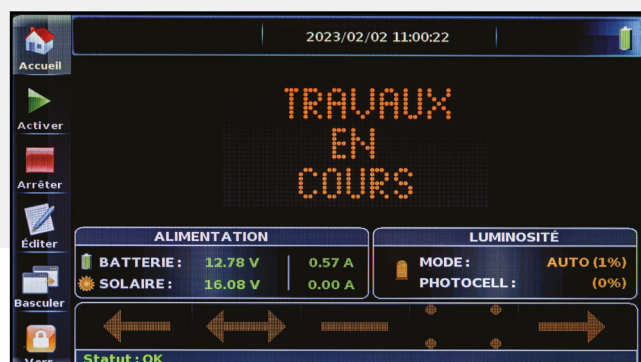 2023/02/02 11:00:22
Accueil
Activer
Arrêter
Éditer
Basculer
Verr.
TRAVAUX
EN
COURS
ALIMENTATION
BATTERIE : 12.78 V 0.57 A
SOLAIRE : 16.08 V 0.00 A
LUMINOSITÉ
MODE : AUTO (1%)
PHOTOCELL : (0%)
Statut : OK